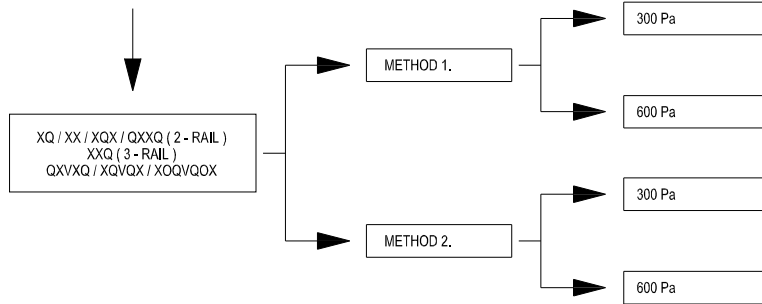 300 Pa
METHOD 1.
600 Pa
XQ / XX / XQX / QXXQ ( 2 - RAIL )
XXQ ( 3 - RAIL )
QXVXQ / XQVQX / XOQVQOX
300 Pa
METHOD 2.
600 Pa